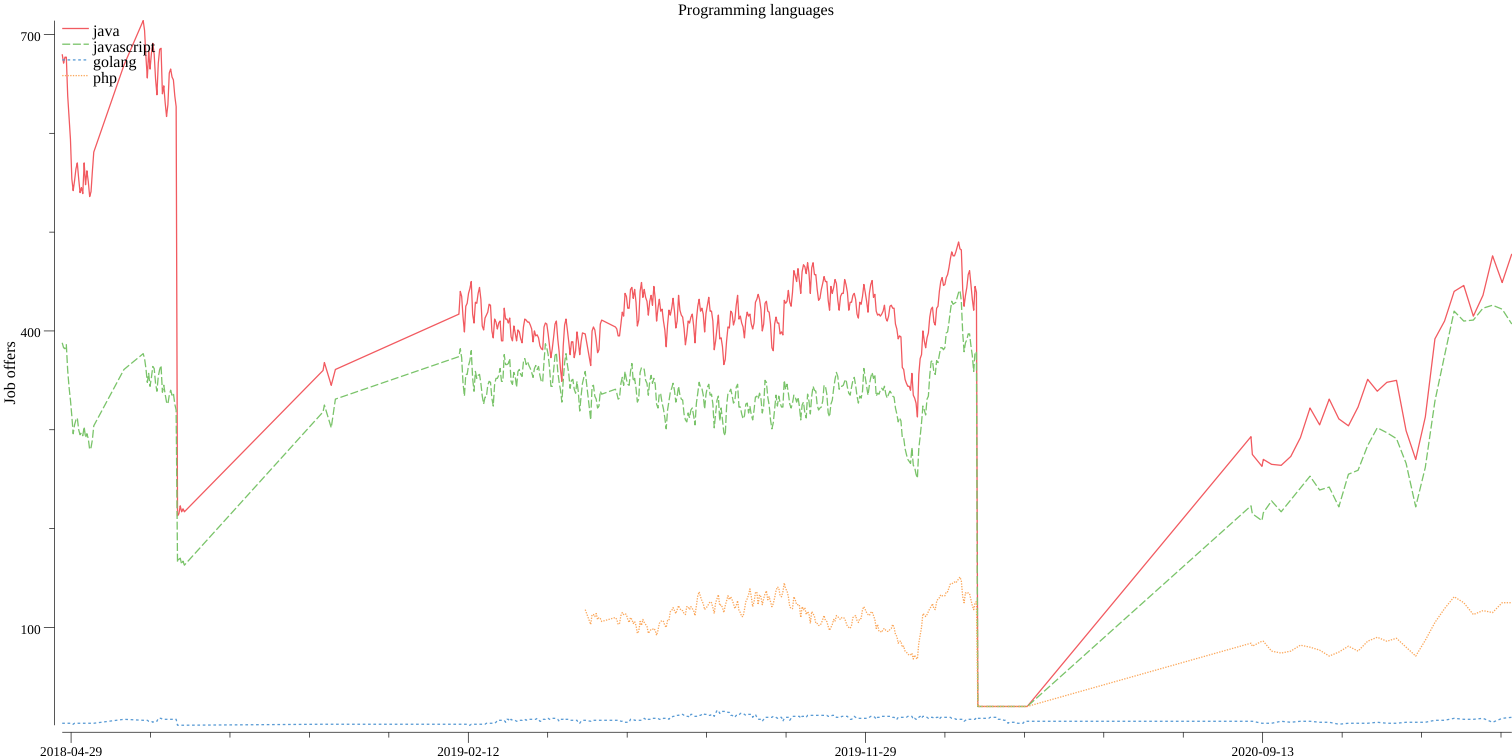 Programming languages
java
javascript
golang
php
700
400
100
Job offers
2018-04-29
2019-02-12
2019-11-29
2020-09-13